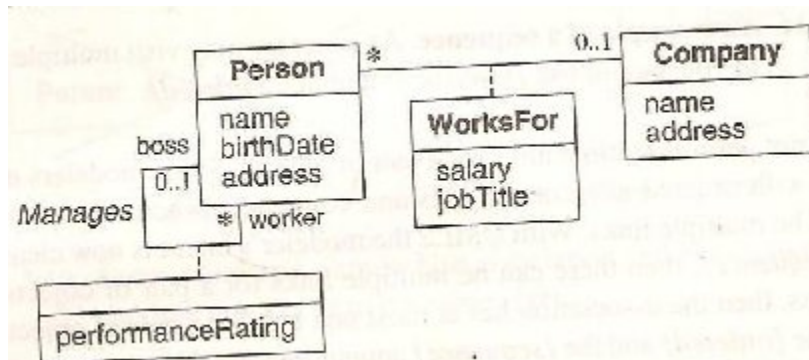 Person
*
0..1
Company
name
birthDate
address
WorksFor
salary
jobTitle
name
address
boss
0..1
Manages
* worker
performanceRating